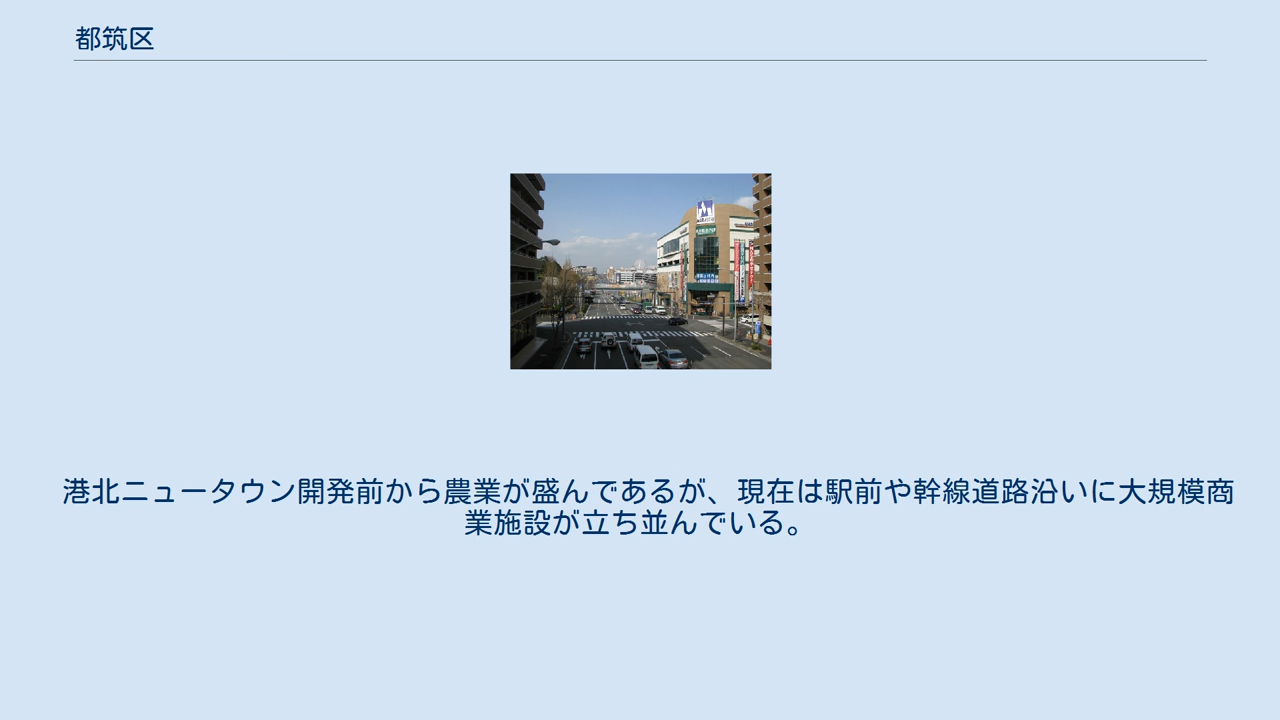 都筑区
港北ニュータウン開発前から農業が盛んであるが、現在は駅前や幹線道路沿いに大規模商
業施設が立ち並んでいる。